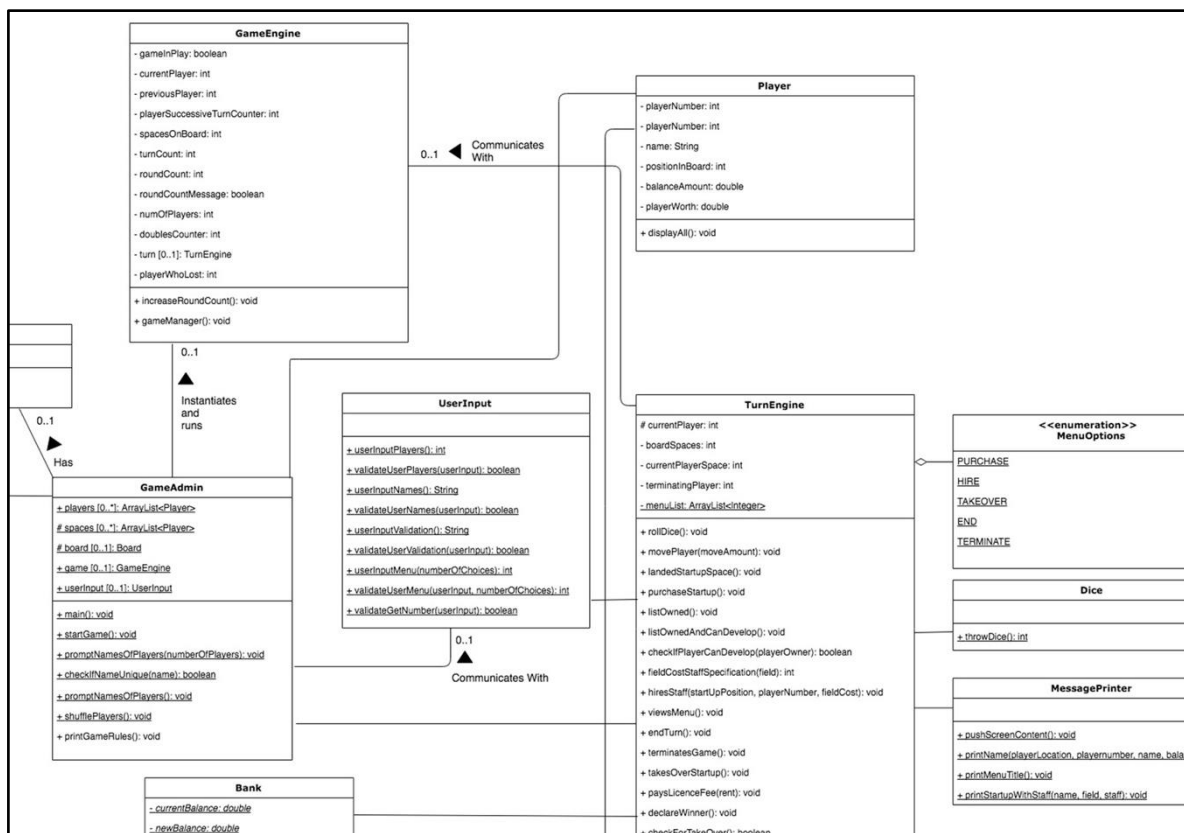 GameEngine
- gameInPlay: boolean
- currentPlayer: int
- previousPlayer: int
- playerSuccessiveTurnCounter: int
- spacesOnBoard: int
- turnCount: int
- roundCount: int
- roundCountMessage: boolean
- numOfPlayers: int
- doublesCounter: int
- turn [0..1]: TurnEngine
- playerWhoLost: int
+ increaseRoundCount(): void
+ gameManager(): void
0..1
Communicates
With
Player
- playerNumber: int
- playerNumber: int
- name: String
- positionInBoard: int
- balanceAmount: double
- playerWorth: double
+ displayAll(): void
0..1
Instantiates
and
runs
0..1
Has
GameAdmin
+ players [0..*]: ArrayList<Player>
# spaces [0..*]: ArrayList<Player>
# board [0..1]: Board
+ game [0..1]: GameEngine
+ userInput [0..1]: UserInput
+ main(): void
+ startGame(): void
+ promptNamesOfPlayers(numberOfPlayers): void
+ checkIfNameUnique(name): boolean
+ promptNamesOfPlayers(): void
+ shufflePlayers(): void
+ printGameRules(): void
UserInput
+ userInputPlayers(): int
+ validateUserPlayers(userInput): boolean
+ userInputNames(): String
+ validateUserNames(userInput): boolean
+ userInputValidation(): String
+ validateUserValidation(userInput): boolean
+ userInputMenu(numberOfChoices): int
+ validateUserMenu(userInput, numberOfChoices): int
+ validateGetNumber(userInput): boolean
0..1
Communicates With
TurnEngine
# currentPlayer: int
- boardSpaces: int
- currentPlayerSpace: int
- terminatingPlayer: int
- menuList: ArrayList<Integer>
+ rollDice(): void
+ movePlayer(moveAmount): void
+ landedStartupSpace(): void
+ purchaseStartup(): void
+ listOwned(): void
+ listOwnedAndCanDevelop(): void
+ checkIfPlayerCanDevelop(playerOwner): boolean
+ fieldCostStaffSpecification(field): int
+ hiresStaff(startUpPosition, playerNumber, fieldCost): void
+ viewsMenu(): void
+ endTurn(): void
+ terminatesGame(): void
+ takesOverStartup(): void
+ paysLicenceFee(rent): void
+ declareWinner(): void
+ checkForTakeOver(): boolean
<<enumeration>>
MenuOptions
PURCHASE
HIRE
TAKEOVER
END
TERMINATE
Dice
+ throwDice(): int
MessagePrinter
+ pushScreenContent(): void
+ printName(playerLocation, playernumber, name, bala
+ printMenuTitle(): void
+ printStartupWithStaff(name, field, staff): void
Bank
- currentBalance: double
- newBalance: double